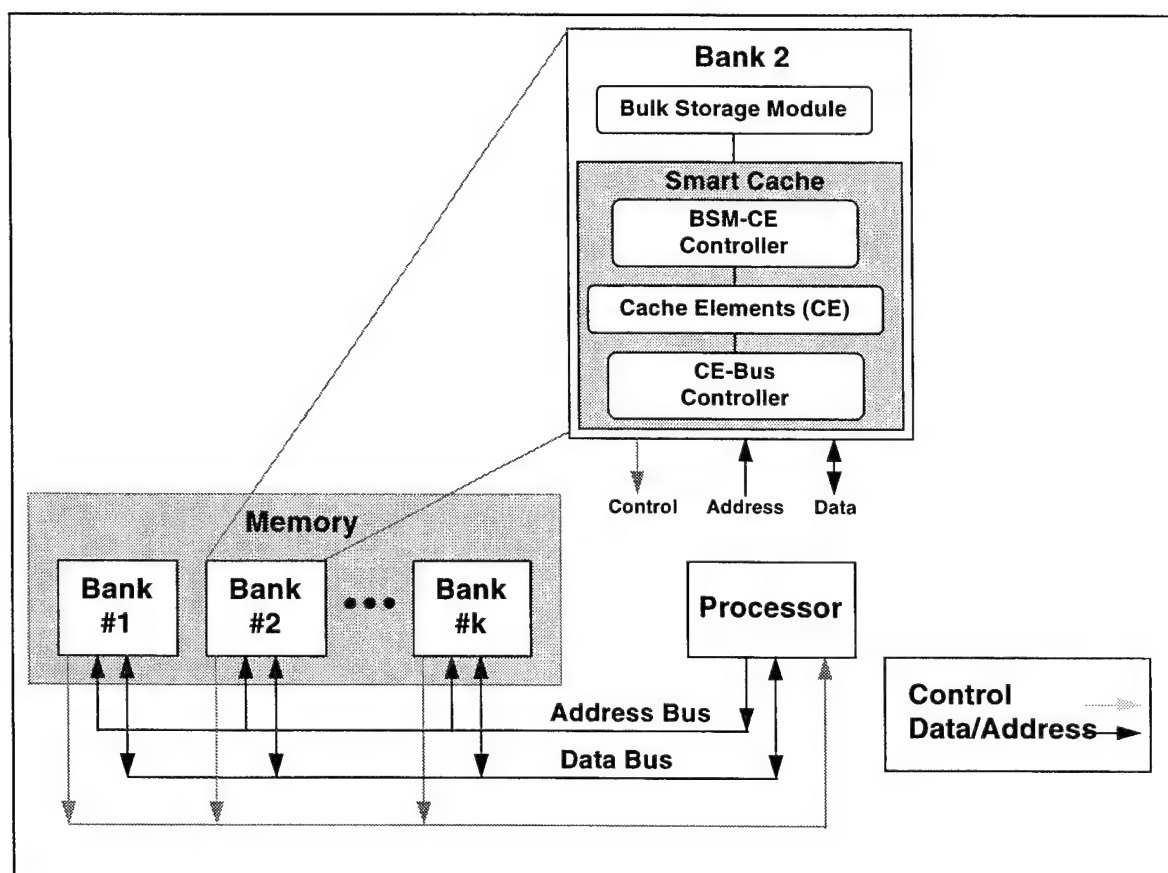 Bank 2
Bulk Storage Module
Smart Cache
BSM-CE
Controller
Cache Elements (CE)
CE-Bus
Controller
Control Address Data
Memory
Bank
#1
Bank
#2
Bank
#k
Processor
Address Bus
Data Bus
Control
Data/Address